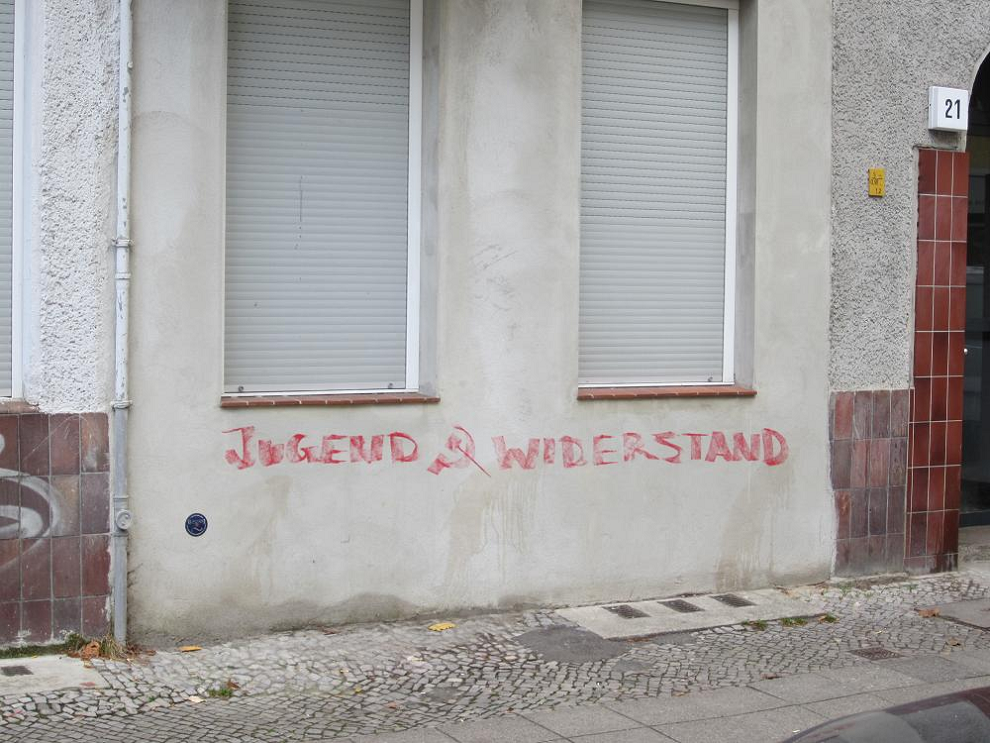 21
JUGEND ☭ WIDERSTAND